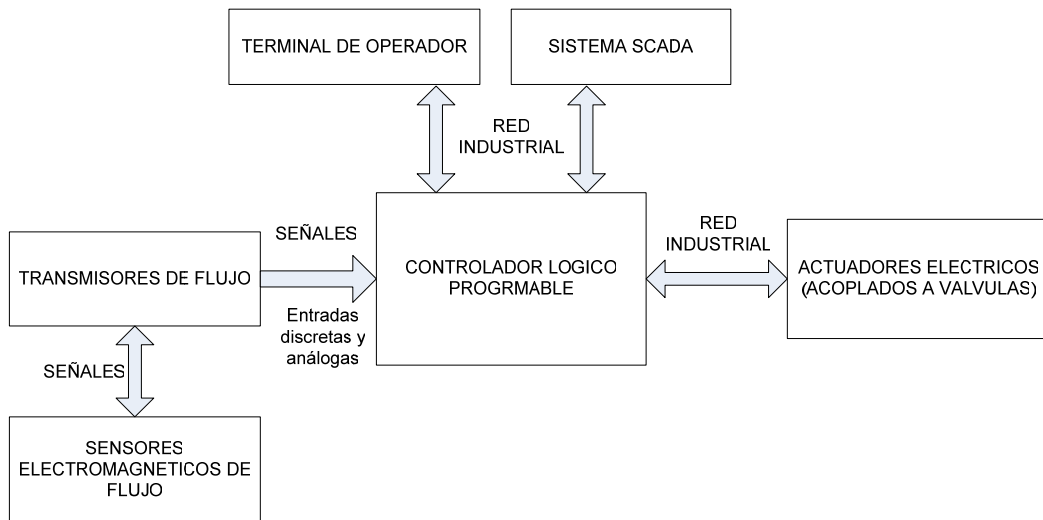 TERMINAL DE OPERADOR
SISTEMA SCADA
RED
INDUSTRIAL
SEÑALES
RED
INDUSTRIAL
TRANSMISORES DE FLUJO
CONTROLADOR LOGICO
PROGRMABLE
ACTUADORES ELECTRICOS
(ACOPLADOS A VALVULAS)
Entradas
discretas y
análogas
SEÑALES
SENSORES
ELECTROMAGNETICOS DE
FLUJO